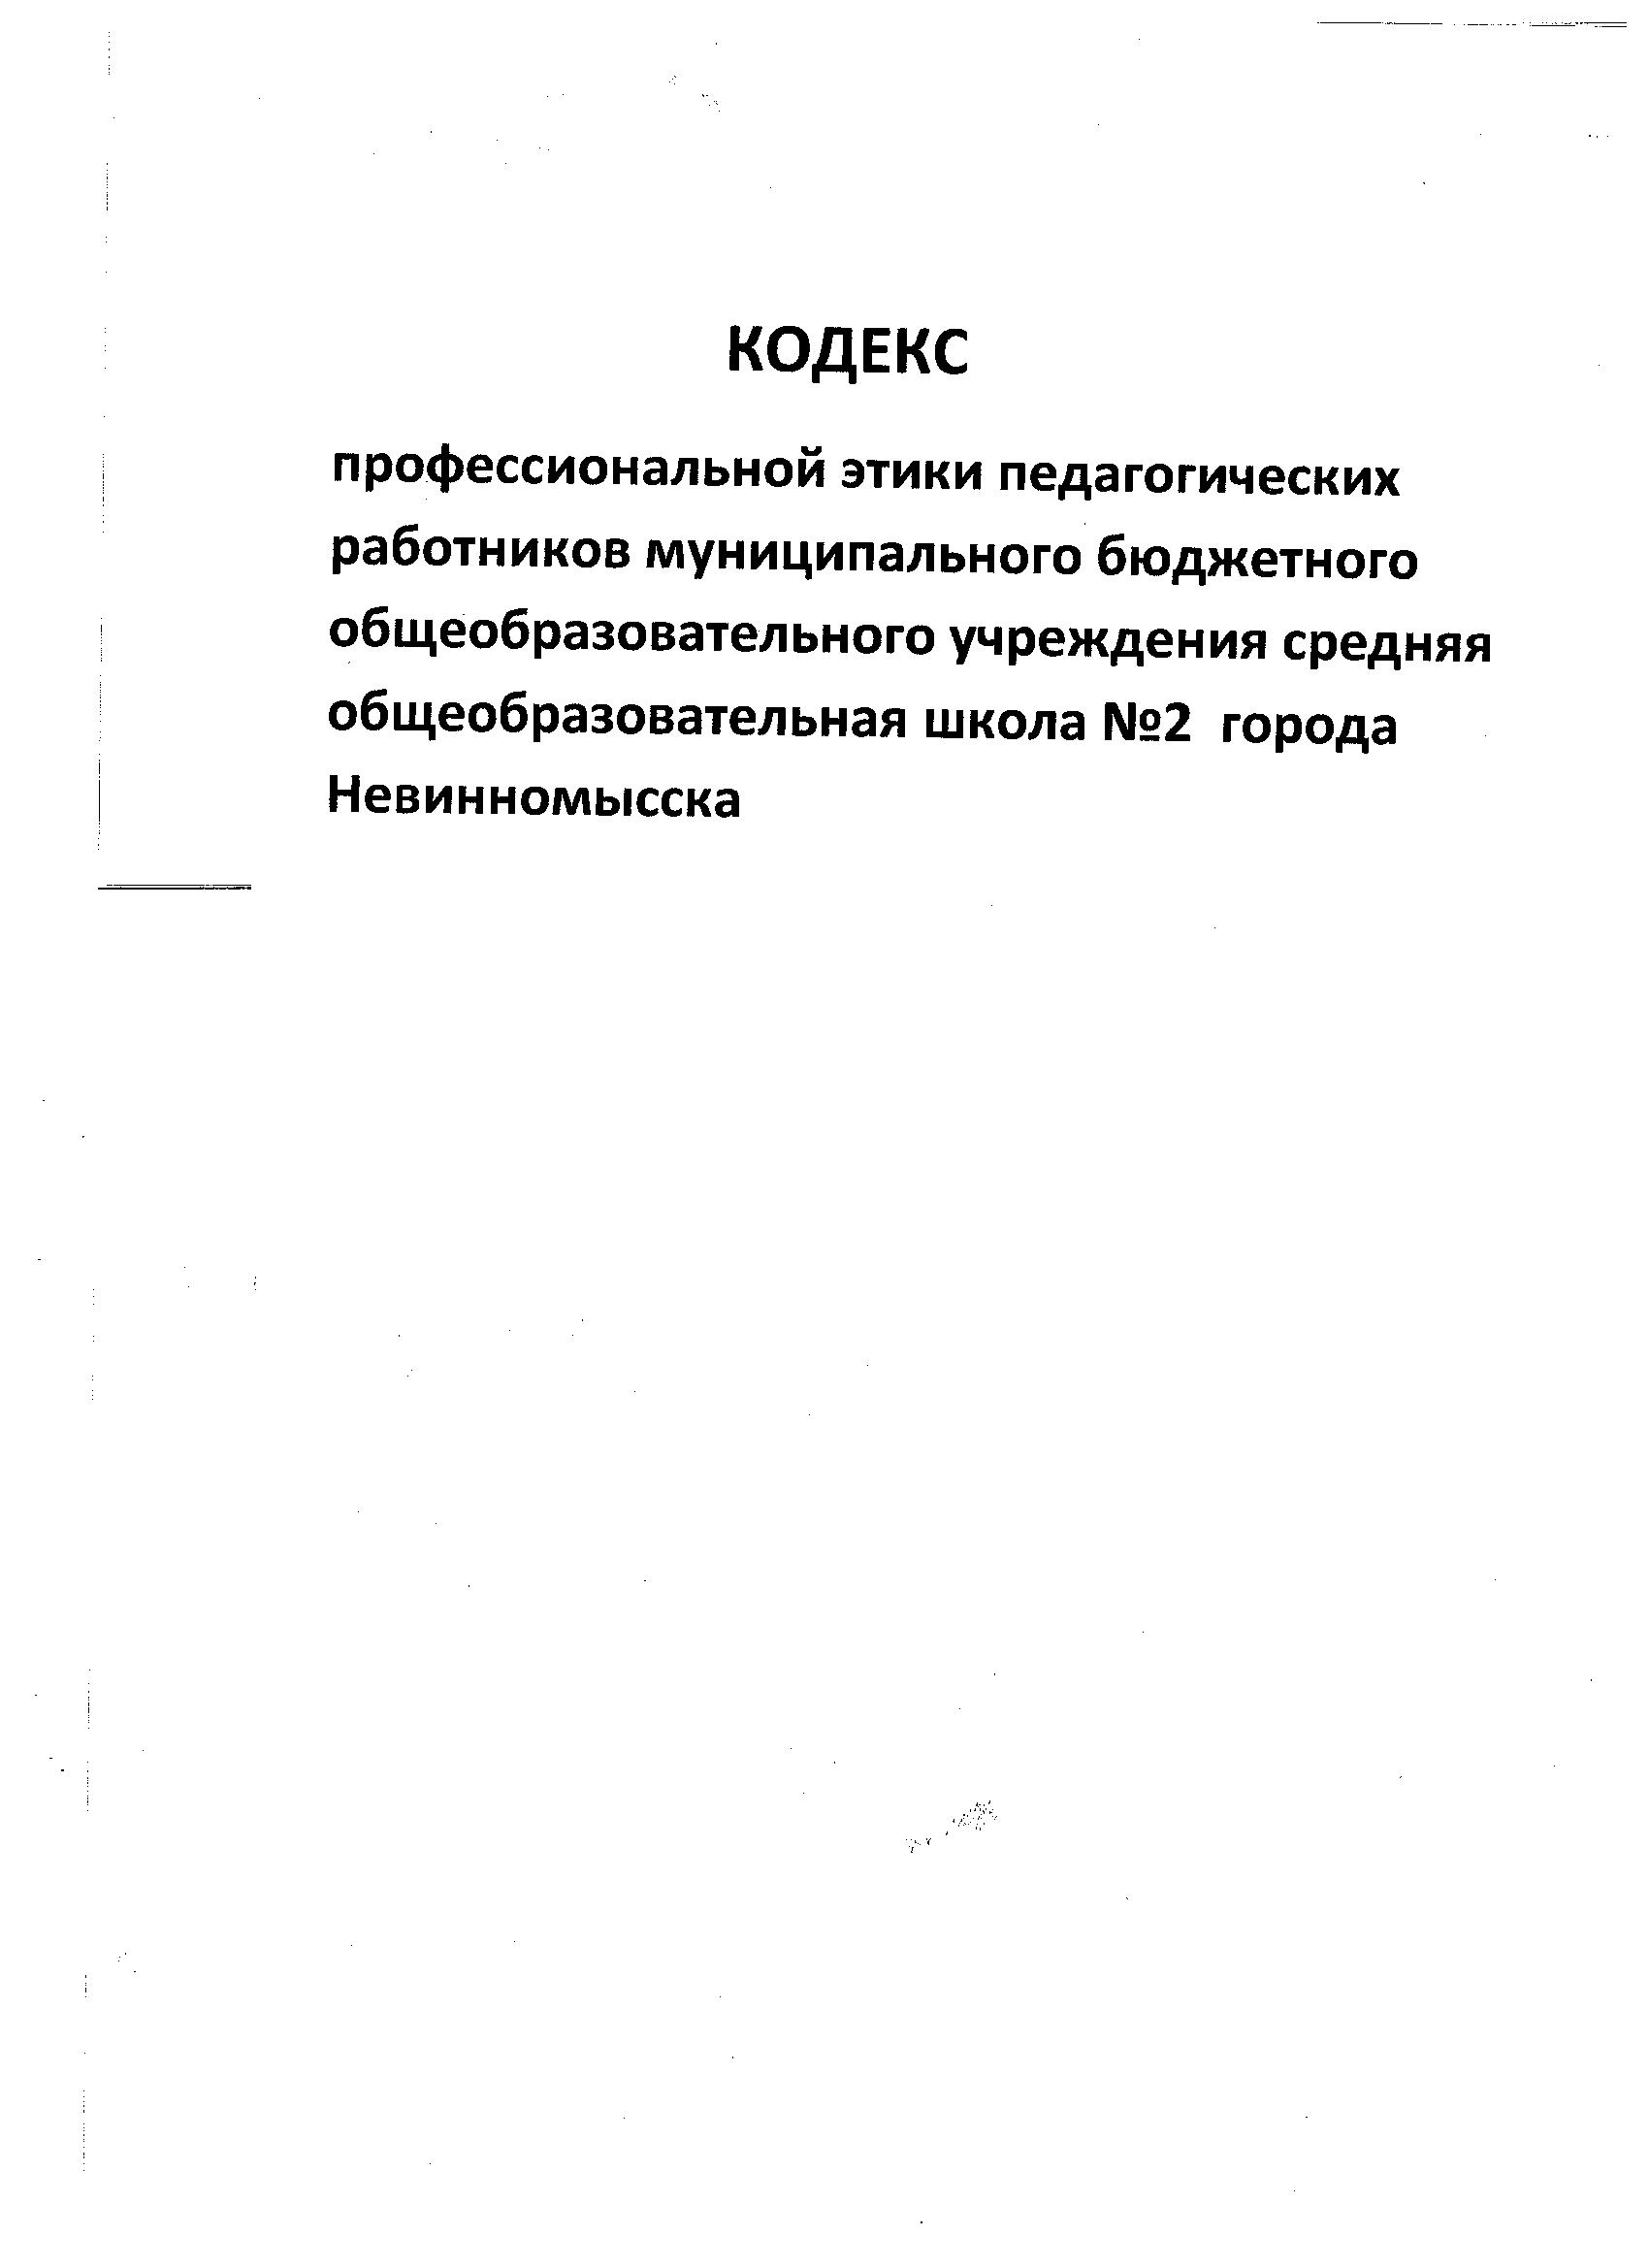 КОДЕКС
профессиональной этики педагогических
работников муниципального бюджетного
общеобразовательного учреждения средняя
общеобразовательная школа №2 города
Невинномысска